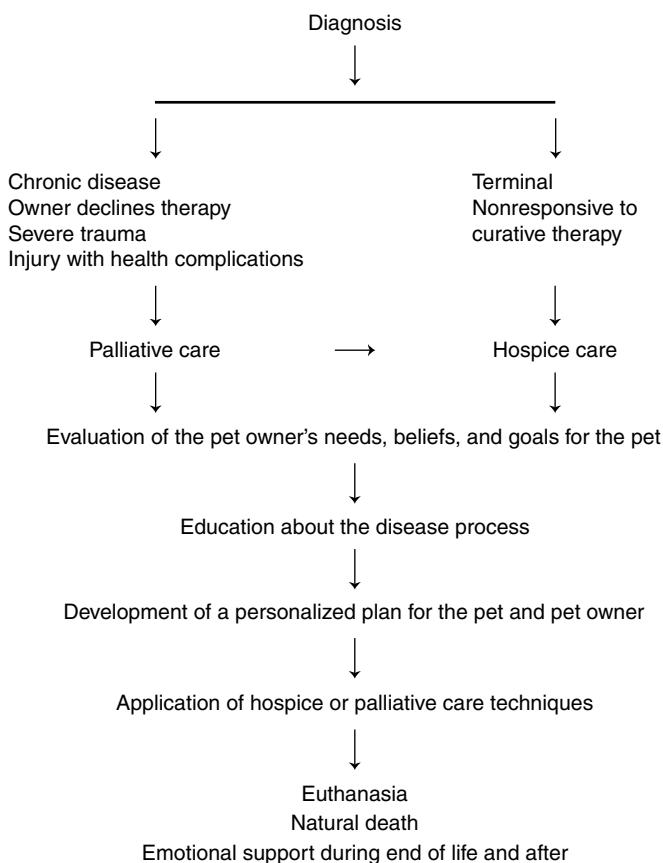 Diagnosis
Chronic disease
Owner declines therapy
Severe trauma
Injury with health complications
Terminal
Nonresponsive to
curative therapy
Palliative care
Hospice care
Evaluation of the pet owner's needs, beliefs, and goals for the pet
Education about the disease process
Development of a personalized plan for the pet and pet owner
Application of hospice or palliative care techniques
Euthanasia
Natural death
Emotional support during end of life and after